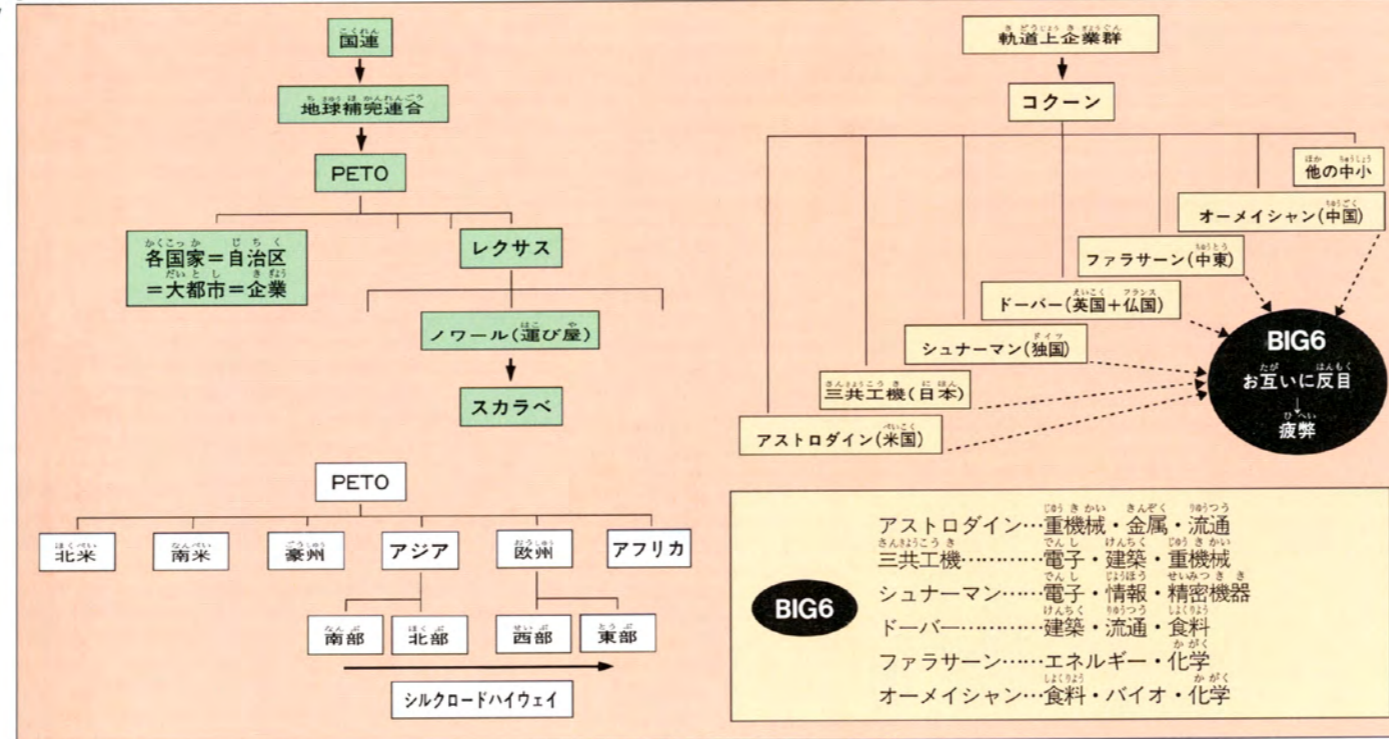 国連
地球補完連合
PETO
各国家=自治区
=大都市=企業
レクサス
ノワール(運び屋)
スカラベ
PETO
北米
南米
豪州
アジア
欧州
アフリカ
南部
北部
西部
東部
シルクロードハイウェイ
軌道上企業群
コクーン
他の中小
オーメイシャン(中国)
ファラサーン(中東)
ドーバー(英国+仏国)
シュナーマン(独国)
三共工機(日本)
アストロダイン(米国)
BIG6
お互いに反目
↓
疲弊
BIG6
アストロダイン…重機械・金属・流通
三共工機…………電子・建築・重機械
シュナーマン……電子・情報・精密機器
ドーバー…………建築・流通・食料
ファラサーン……エネルギー・化学
オーメイシャン…食料・バイオ・化学